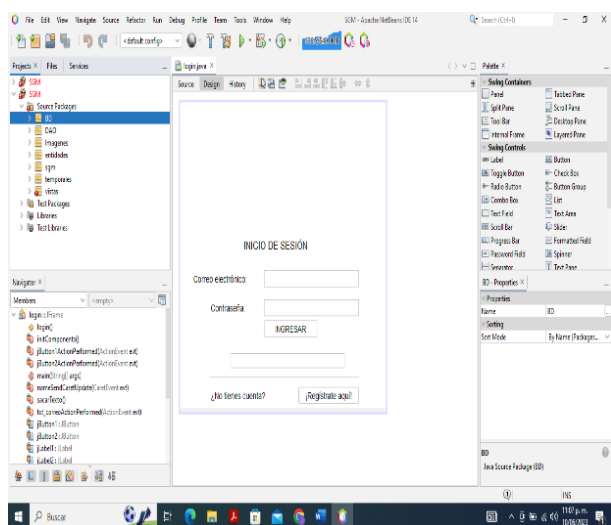 File Edit View Navigate Source Refactor Run Debug Profile Team Tools Window Help
SGM - Apache NetBeans IDE 14
Search (Ctrl+I)
<default config>
Projects Files Services
login.java
Palette
SGM
SGM
Source Packages
BD
DAO
Imagenes
entidades
sgm
temporales
vistas
Test Packages
Libraries
Test Libraries
Source Design History
Swing Containers
Panel Tabbed Pane
Split Pane Scroll Pane
Tool Bar Desktop Pane
Internal Frame Layered Pane
Swing Controls
Label Button
Toggle Button Check Box
Radio Button Button Group
Combo Box List
Text Field Text Area
Scroll Bar Slider
Progress Bar Formatted Field
Password Field Spinner
Separator Text Pane
INICIO DE SESIÓN
Correo electrónico:
Contraseña:
INGRESAR
¿No tienes cuenta? ¡Registrate aquí!
Navigator
Members <empty>
login :: JFrame
login()
initComponents()
jButton1ActionPerformed(ActionEvent evt)
jButton2ActionPerformed(ActionEvent evt)
main(String[] args)
nomeSendCaretUpdate(CaretEvent evt)
sacarTexto()
txt_correoActionPerformed(ActionEvent evt)
jButton1 : JButton
jButton2 : JButton
jLabel1 : JLabel
jLabel2 : JLabel
BD - Properties
Properties
Name BD
Sorting
Sort Mode By Name (Packages...
BD
Java Source Package (BD)
INS
Buscar
11:07 p.m.
10/06/2023